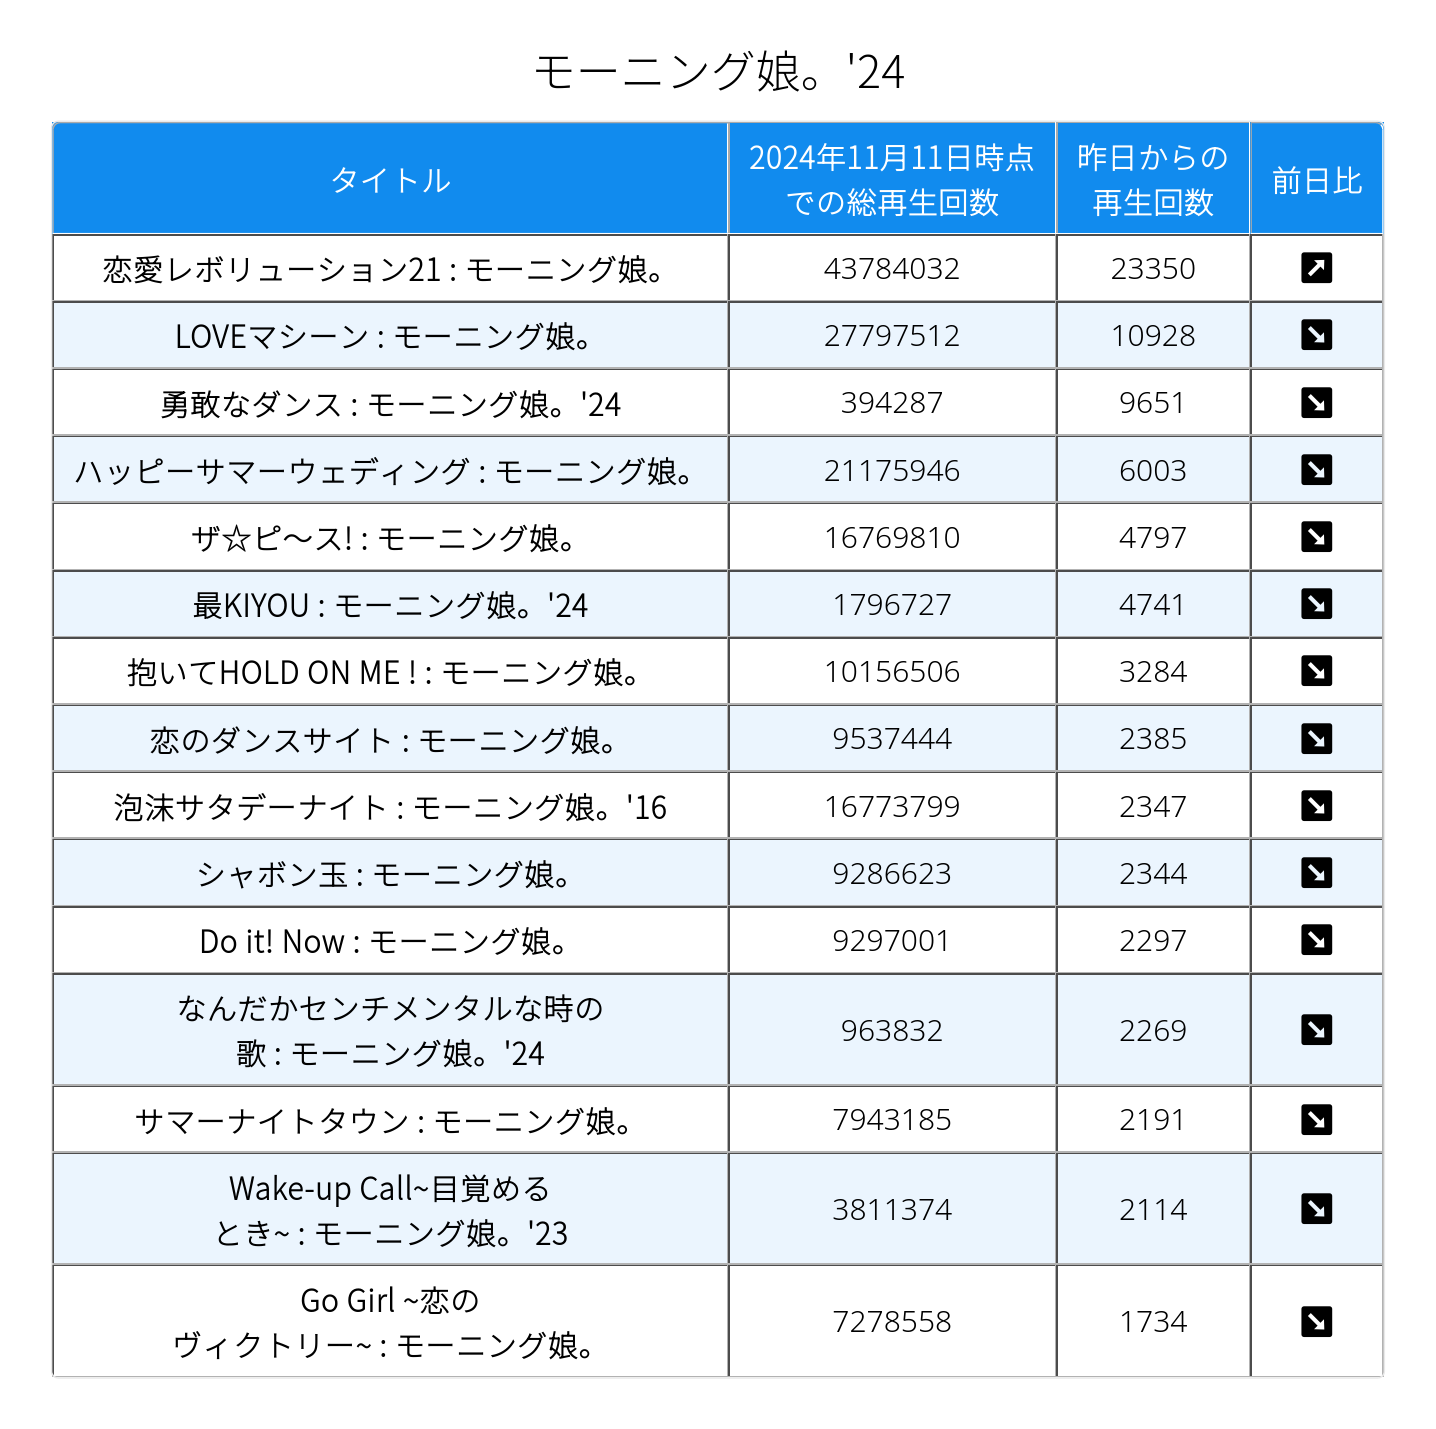 モーニング娘。'24
タイトル
2024年11月11日時点
での総再生回数
昨日からの
再生回数
前日比
恋愛レボリューション21 : モーニング娘。 43784032 23350
LOVEマシーン : モーニング娘。 27797512 10928
勇敢なダンス : モーニング娘。'24 394287 9651
ハッピーサマーウェディング : モーニング娘。 21175946 6003
ザ☆ピ〜ス! : モーニング娘。 16769810 4797
最KIYOU : モーニング娘。'24 1796727 4741
抱いてHOLD ON ME ! : モーニング娘。 10156506 3284
恋のダンスサイト : モーニング娘。 9537444 2385
泡沫サタデーナイト : モーニング娘。'16 16773799 2347
シャボン玉 : モーニング娘。 9286623 2344
Do it! Now : モーニング娘。 9297001 2297
なんだかセンチメンタルな時の
歌 : モーニング娘。'24 963832 2269
サマーナイトタウン : モーニング娘。 7943185 2191
Wake-up Call~目覚める
とき~ : モーニング娘。'23 3811374 2114
Go Girl ~恋の
ヴィクトリー~ : モーニング娘。 7278558 1734